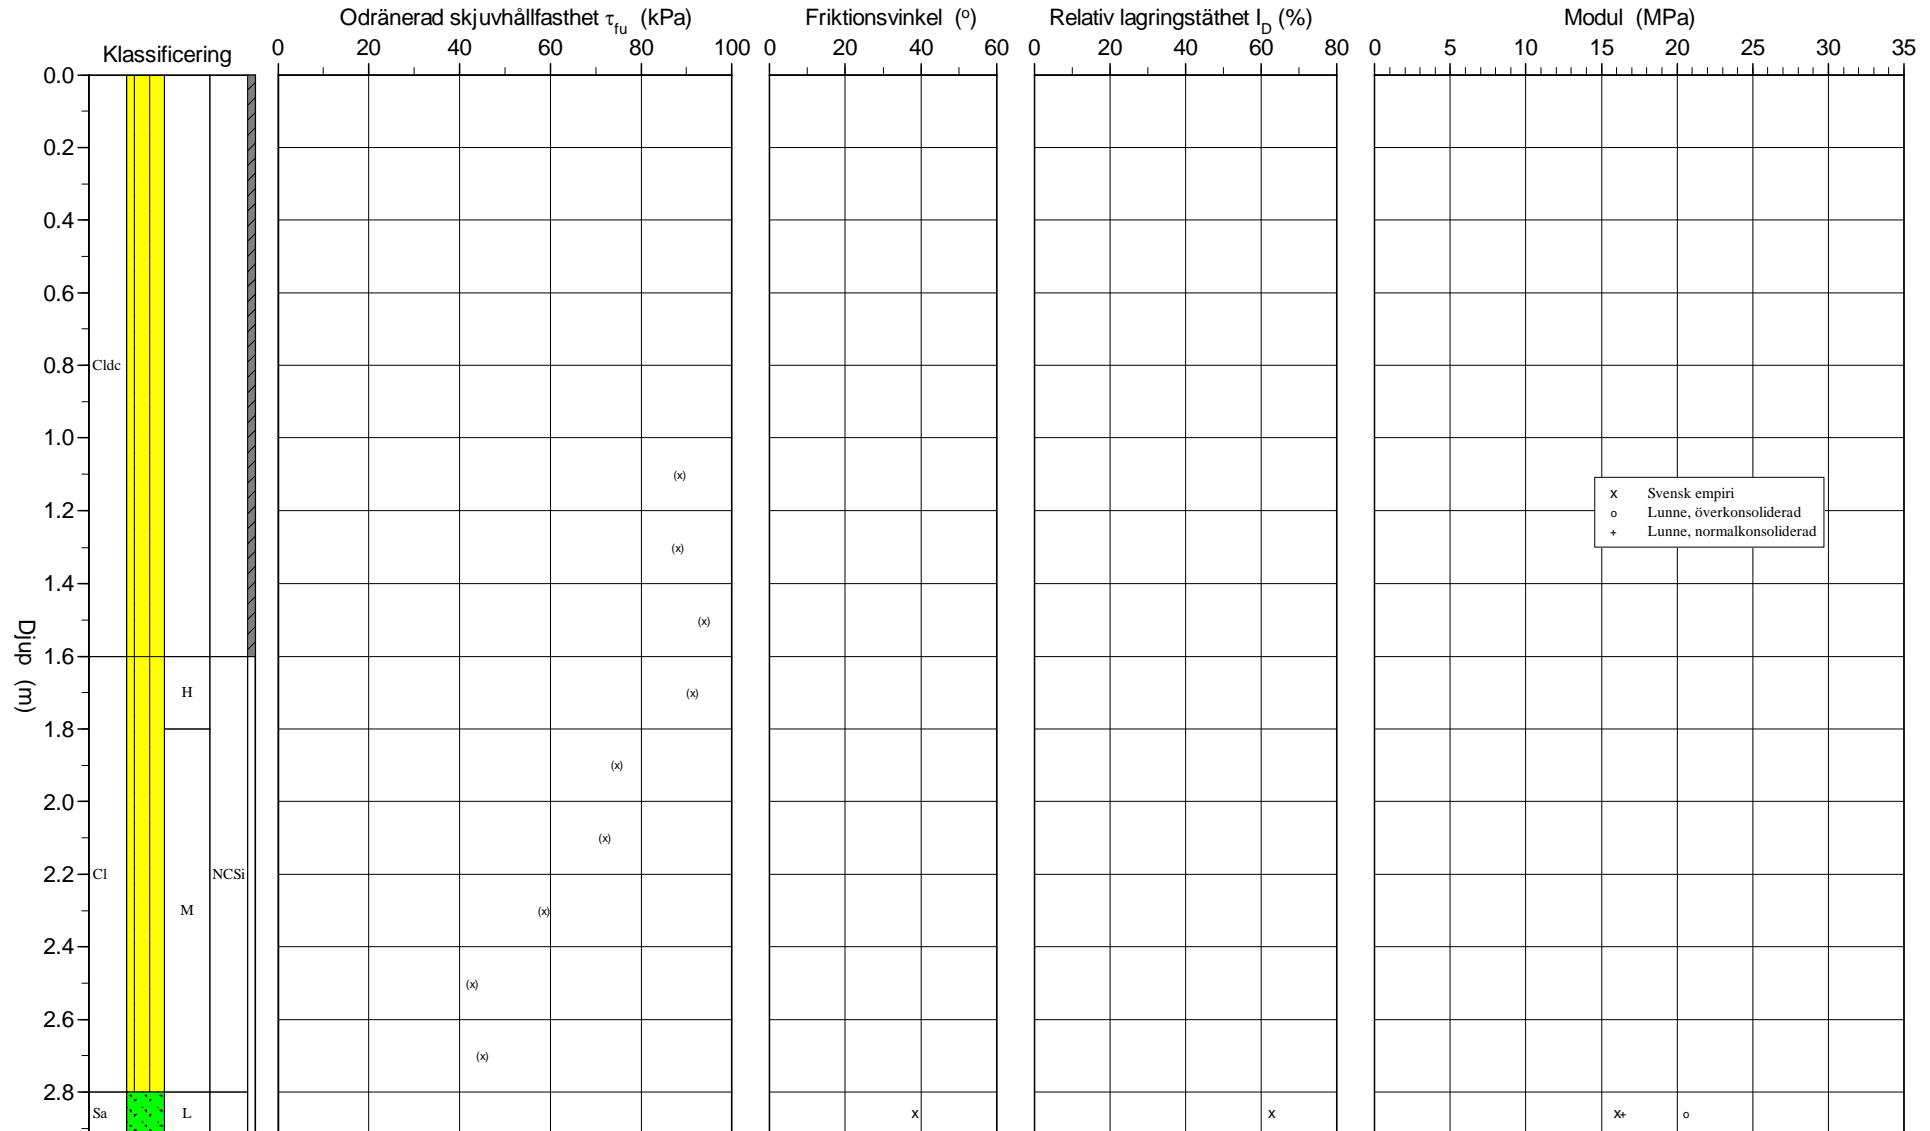 Odränerad skjuvhållfasthet τfu (kPa)
Friktionsvinkel (o)
Relativ lagringstäthet ID (%)
Modul (MPa)
Klassificering
0 20 40 60 80 100
0 20 40 60
0 20 40 60 80
0 5 10 15 20 25 30 35
0.0
0.2
0.4
0.6
0.8
Cldc
1.0
(x)
1.2
x Svensk empiri
o Lunne, överkonsoliderad
+ Lunne, normalkonsoliderad
(x)
1.4
(x)
Djup (m)
1.6
H
(x)
1.8
(x)
2.0
(x)
2.2
Cl
NCSi
M
(x)
2.4
(x)
2.6
(x)
2.8
Sa
L
x
x
x+
o